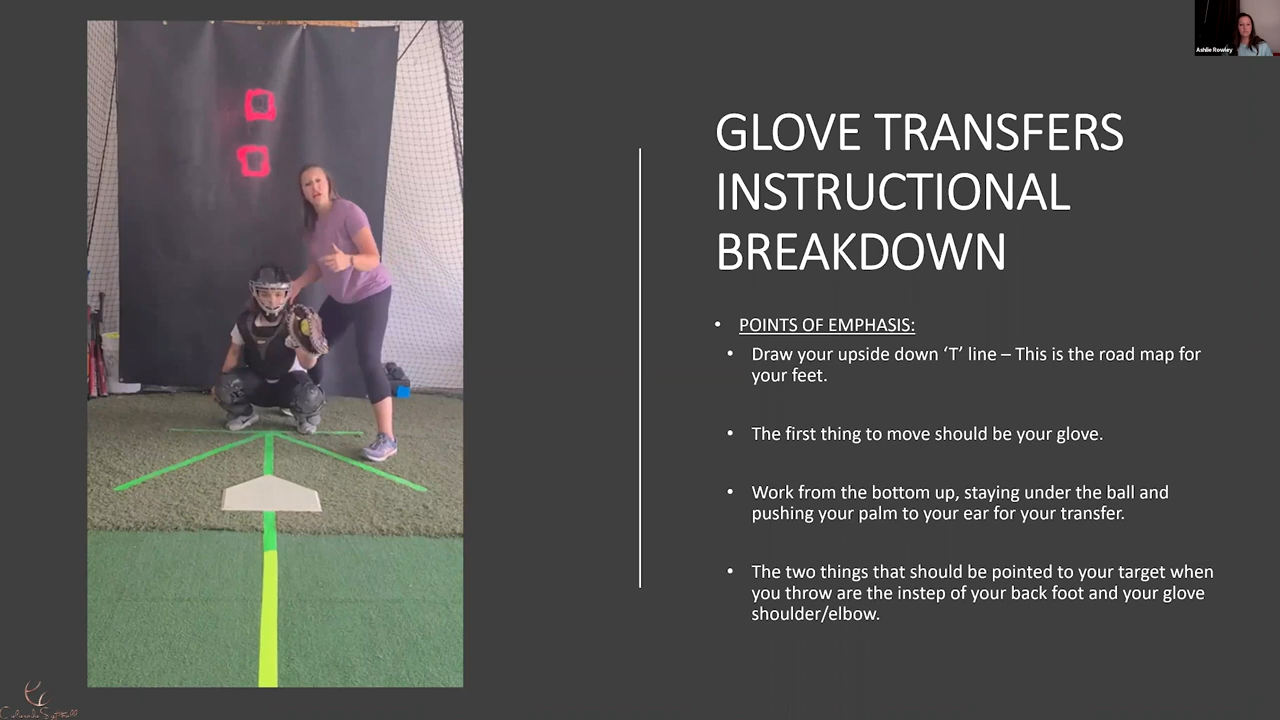 Ashlie Rowley
GLOVE TRANSFERS
INSTRUCTIONAL
BREAKDOWN
• POINTS OF EMPHASIS:
• Draw your upside down ‘T’ line – This is the road map for
your feet.
• The first thing to move should be your glove.
• Work from the bottom up, staying under the ball and
pushing your palm to your ear for your transfer.
• The two things that should be pointed to your target when
you throw are the instep of your back foot and your glove
shoulder/elbow.